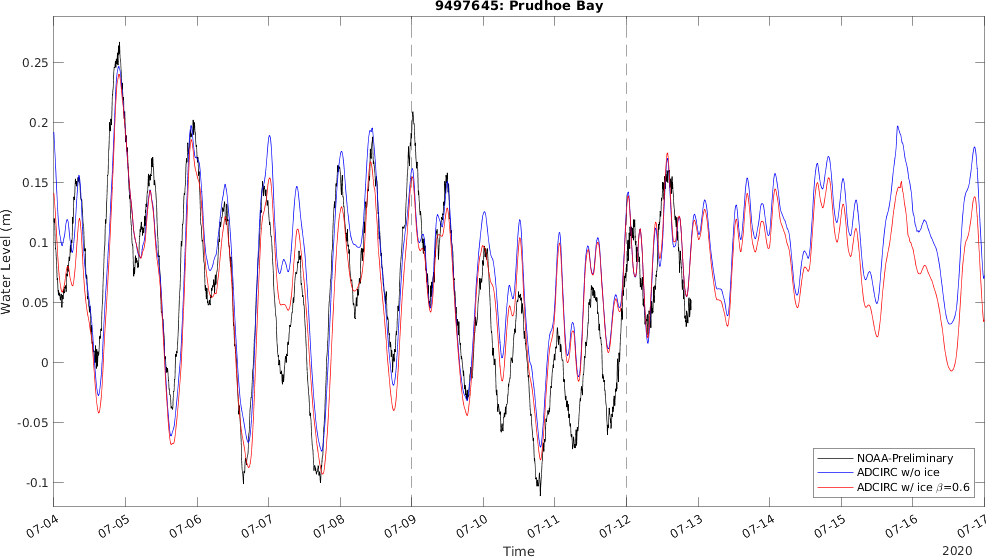 9497645: Prudhoe Bay
Water Level (m)
0.25
0.2
0.15
0.1
0.05
0
-0.05
-0.1
NOAA-Preliminary
ADCIRC w/o ice
ADCIRC w/ ice β=0.6
07-04 07-05 07-06 07-07 07-08 07-09 07-10 07-11 07-12 07-13 07-14 07-15 07-16 07-17
Time
2020